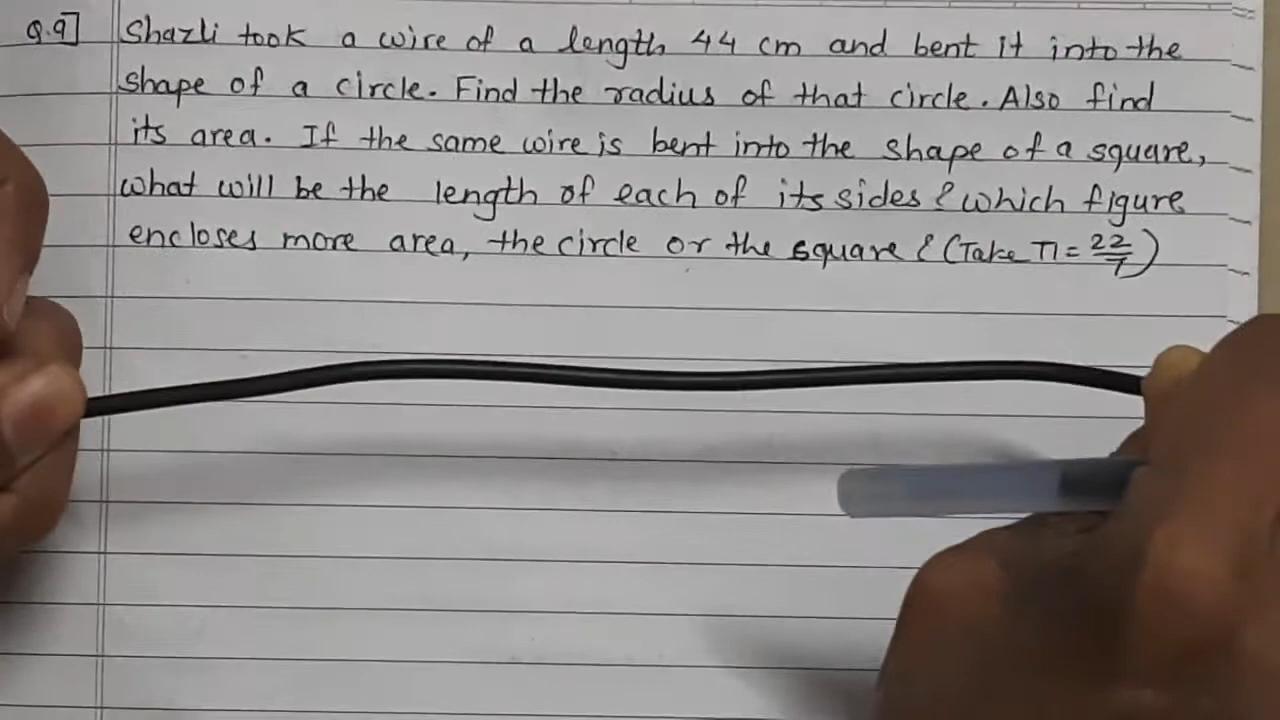 Q.9] Shazli took a wire of a length 44 cm and bent it into the
shape of a circle. Find the radius of that circle. Also find
its area. If the same wire is bent into the shape of a square,
what will be the length of each of its sides ? which figure
encloses more area, the circle or the square ? (Take π = 22/7)